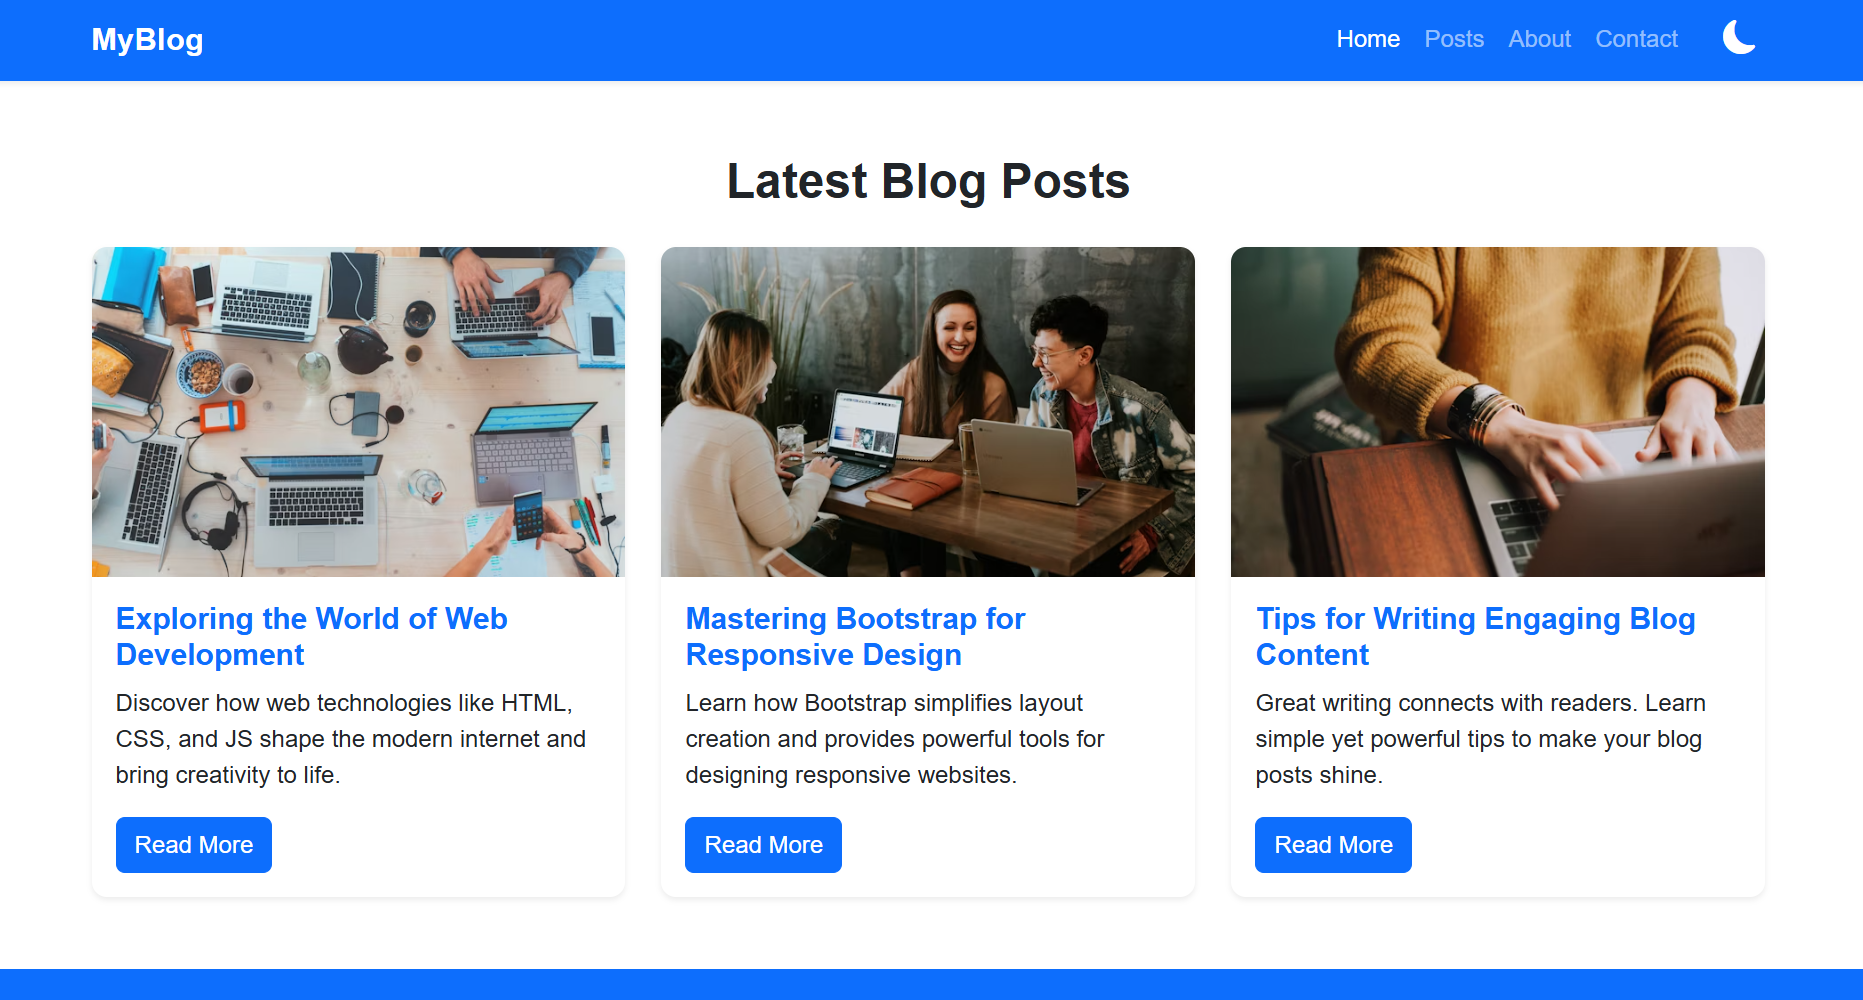 MyBlog
Home Posts About Contact
Latest Blog Posts
Exploring the World of Web
Development
Discover how web technologies like HTML,
CSS, and JS shape the modern internet and
bring creativity to life.
Read More
Mastering Bootstrap for
Responsive Design
Learn how Bootstrap simplifies layout
creation and provides powerful tools for
designing responsive websites.
Read More
Tips for Writing Engaging Blog
Content
Great writing connects with readers. Learn
simple yet powerful tips to make your blog
posts shine.
Read More